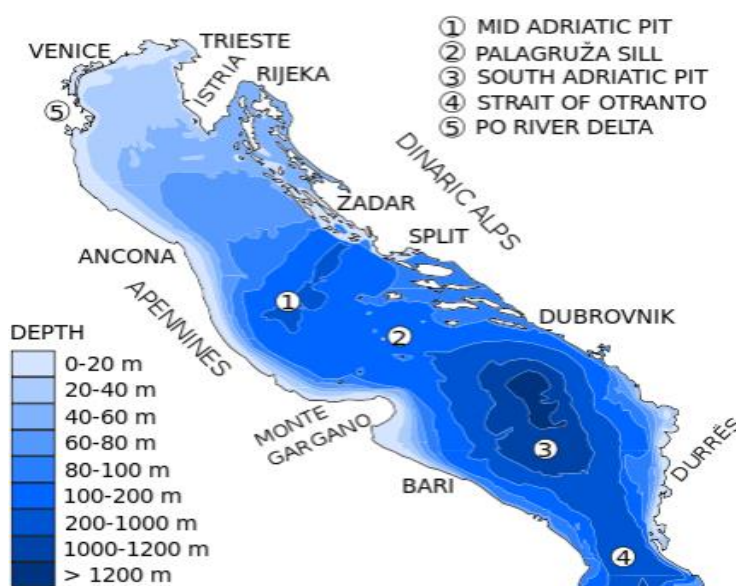 ① MID ADRIATIC PIT
② PALAGRUŽA SILL
③ SOUTH ADRIATIC PIT
④ STRAIT OF OTRANTO
⑤ PO RIVER DELTA
VENICE
TRIESTE
ISTRIA
RIJEKA
⑤
DINARIC ALPS
ZADAR
SPLIT
ANCONA
APENNINES
①
②
DUBROVNIK
MONTE
GARGANO
③
DURRËS
BARI
④
DEPTH
0-20 m
20-40 m
40-60 m
60-80 m
80-100 m
100-200 m
200-1000 m
1000-1200 m
> 1200 m